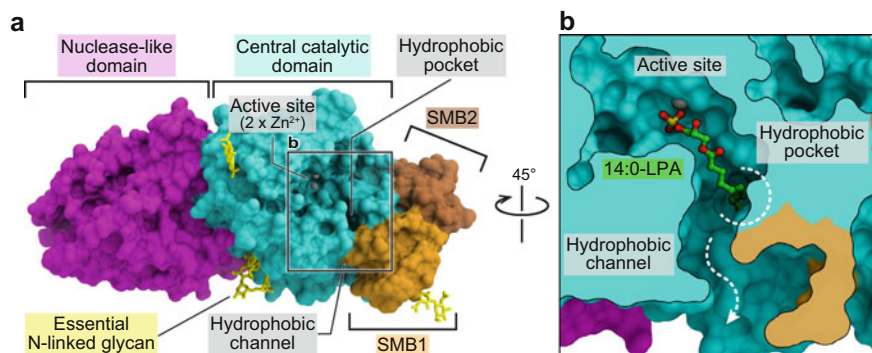 a
Nuclease-like
domain
Central catalytic
domain
Hydrophobic
pocket
Active site
(2 x Zn²⁺)
b
SMB2
45°
Essential
N-linked glycan
Hydrophobic
channel
SMB1
b
Active site
Hydrophobic
pocket
14:0-LPA
Hydrophobic
channel